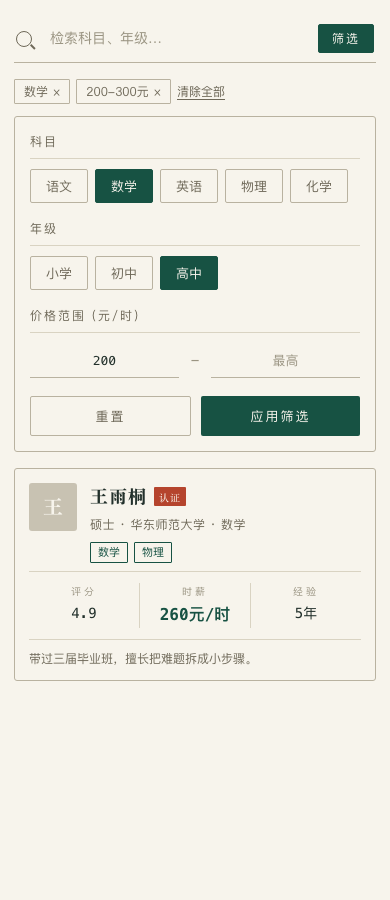 检索科目、年级... 筛选
数学 × 200–300元 × 清除全部
科目
语文 数学 英语 物理 化学
年级
小学 初中 高中
价格范围 (元/时)
200 — 最高
重置 应用筛选
王 王雨桐 认证
硕士 · 华东师范大学 · 数学
数学 物理
评分 时薪 经验
4.9 260元/时 5年
带过三届毕业班，擅长把难题拆成小步骤。